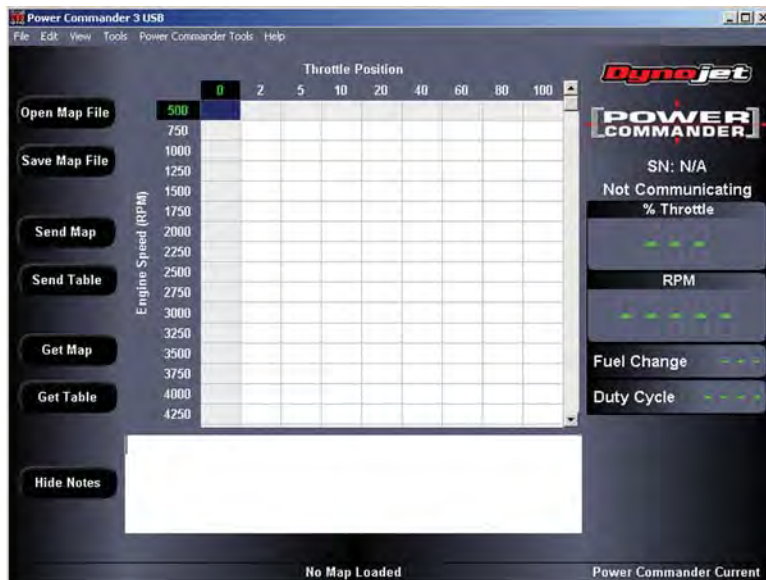 Power Commander 3 USB
File Edit View Tools Power Commander Tools Help
Throttle Position
0 2 5 10 20 40 60 80 100
Engine Speed (RPM)
500
750
1000
1250
1500
1750
2000
2250
2500
2750
3000
3250
3500
3750
4000
4250
Open Map File
Save Map File
Send Map
Send Table
Get Map
Get Table
Hide Notes
Dynojet
POWER
COMMANDER
SN: N/A
Not Communicating
% Throttle
- - -
RPM
- - - - -
Fuel Change - - -
Duty Cycle - - - -
No Map Loaded
Power Commander Current